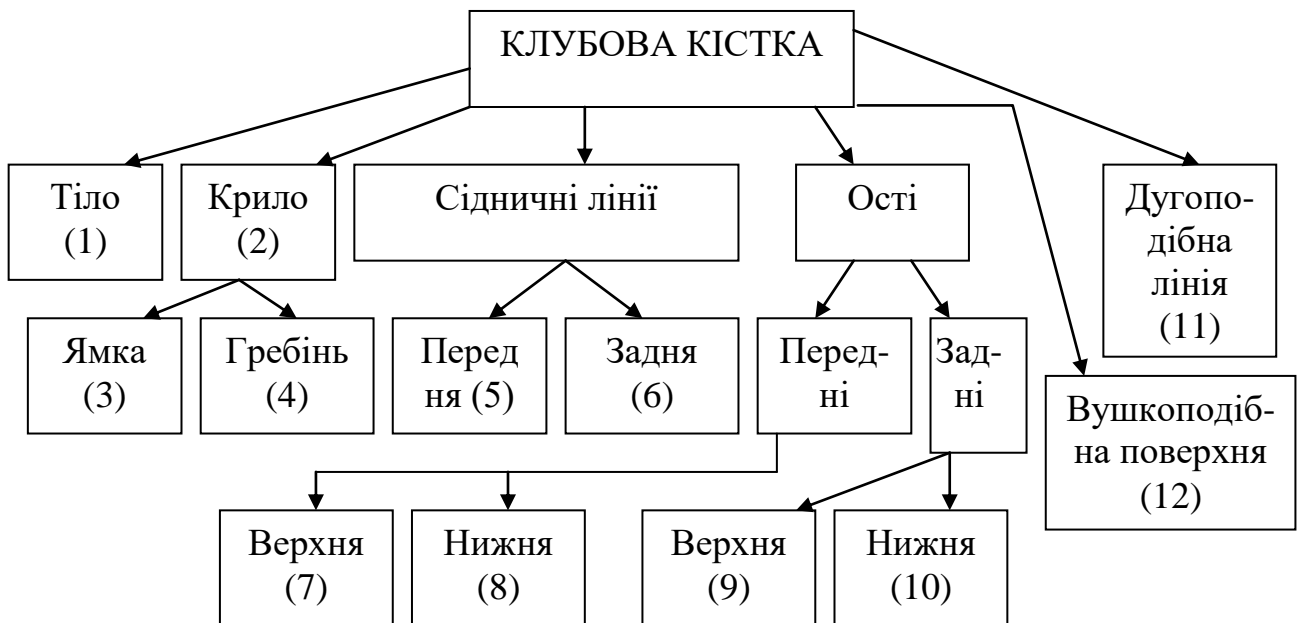 КЛУБОВА КІСТКА
Тіло
(1)
Крило
(2)
Сідничні лінії
Ості
Дугопо-
дібна
лінія
(11)
Ямка
(3)
Гребінь
(4)
Перед
ня (5)
Задня
(6)
Перед-
ні
Зад-
ні
Вушкоподіб-
на поверхня
(12)
Верхня
(7)
Нижня
(8)
Верхня
(9)
Нижня
(10)